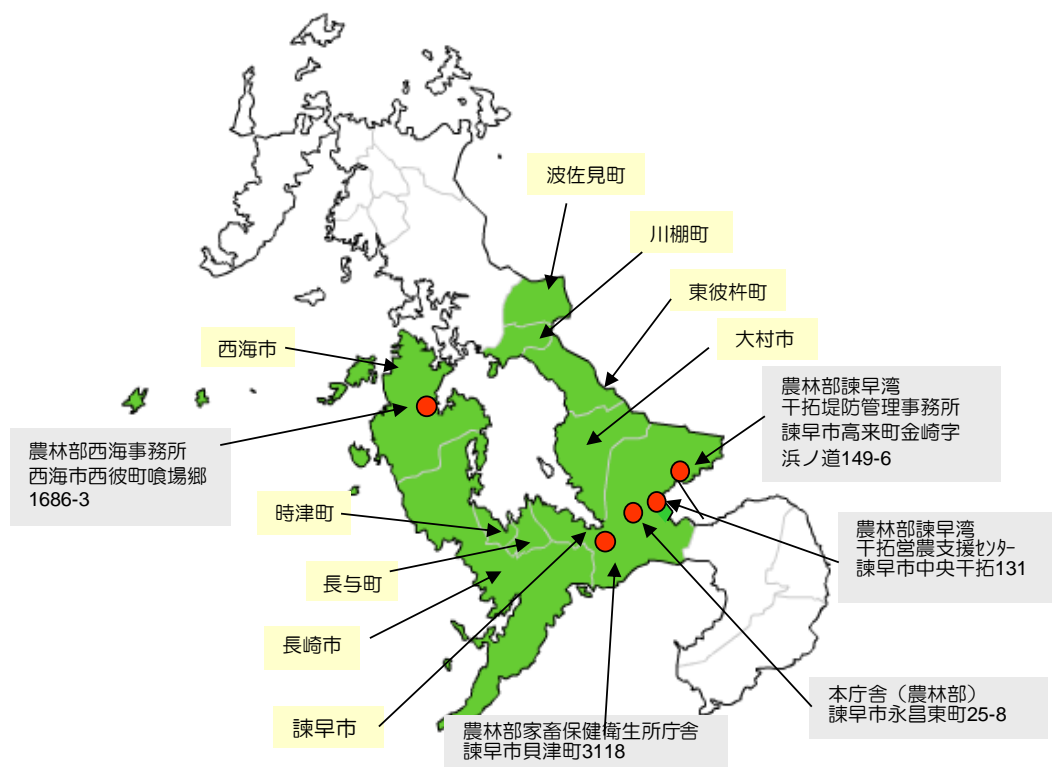 波佐見町
川棚町
東彼杵町
大村市
西海市
農林部諫早湾
干拓堤防管理事務所
諫早市高来町金崎字
浜ノ道149-6
農林部西海事務所
西海市西彼町喰場郷
1686-3
時津町
農林部諫早湾
干拓営農支援ｾﾝﾀｰ
諫早市中央干拓131
長与町
長崎市
本庁舎（農林部）
諫早市永昌東町25-8
諫早市
農林部家畜保健衛生所庁舎
諫早市貝津町3118